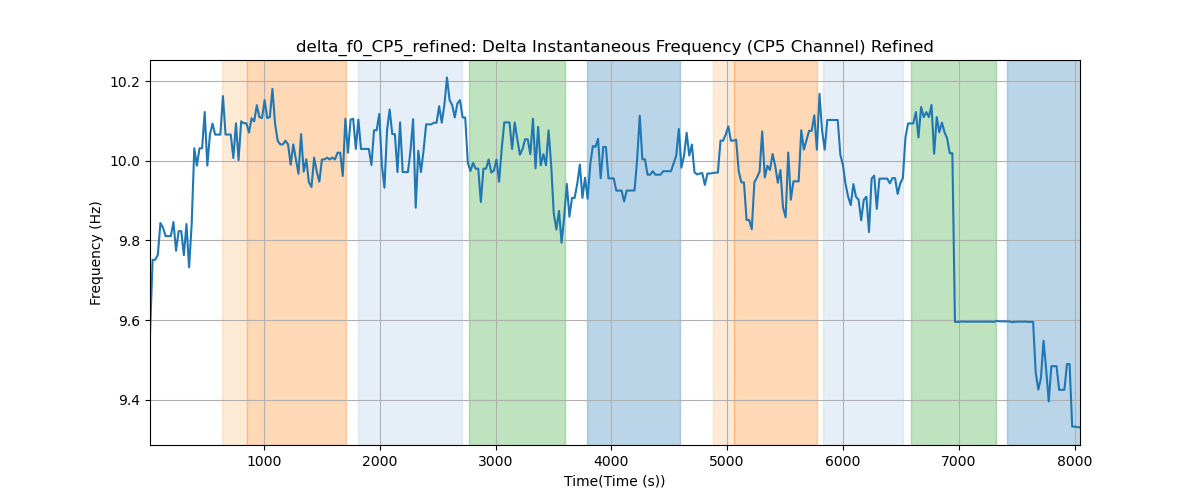 delta_f0_CP5_refined: Delta Instantaneous Frequency (CP5 Channel) Refined
Frequency (Hz)
10.2
10.0
9.8
9.6
9.4
1000 2000 3000 4000 5000 6000 7000 8000
Time(Time (s))